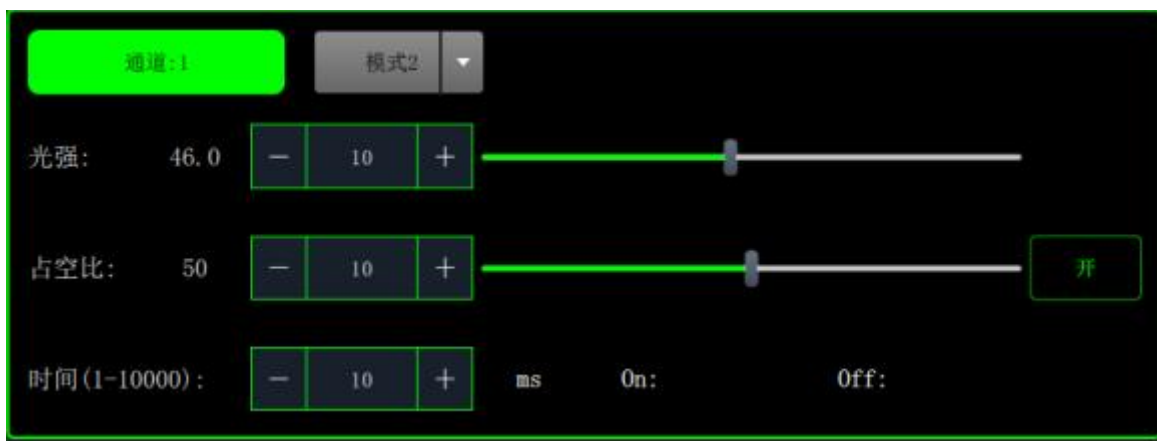 通道:1 模式2
光强: 46.0 — 10 +
占空比: 50 — 10 + 开
时间(1-10000): — 10 + ms On: Off: